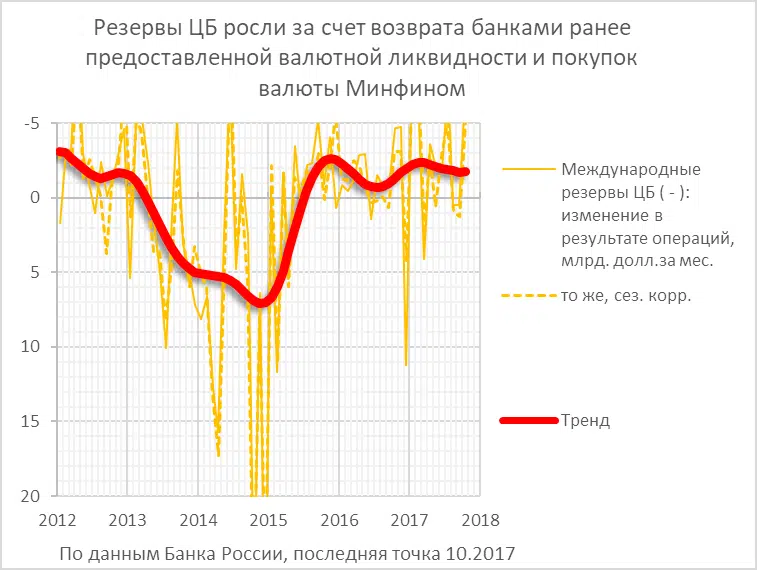 Резервы ЦБ росли за счет возврата банками ранее
предоставленной валютной ликвидности и покупок
валюты Минфином
-5
0
5
10
15
20
2012 2013 2014 2015 2016 2017 2018
Международные
резервы ЦБ ( - ):
изменение в
результате операций,
млрд. долл.за мес.
то же, сез. корр.
Тренд
По данным Банка России, последняя точка 10.2017